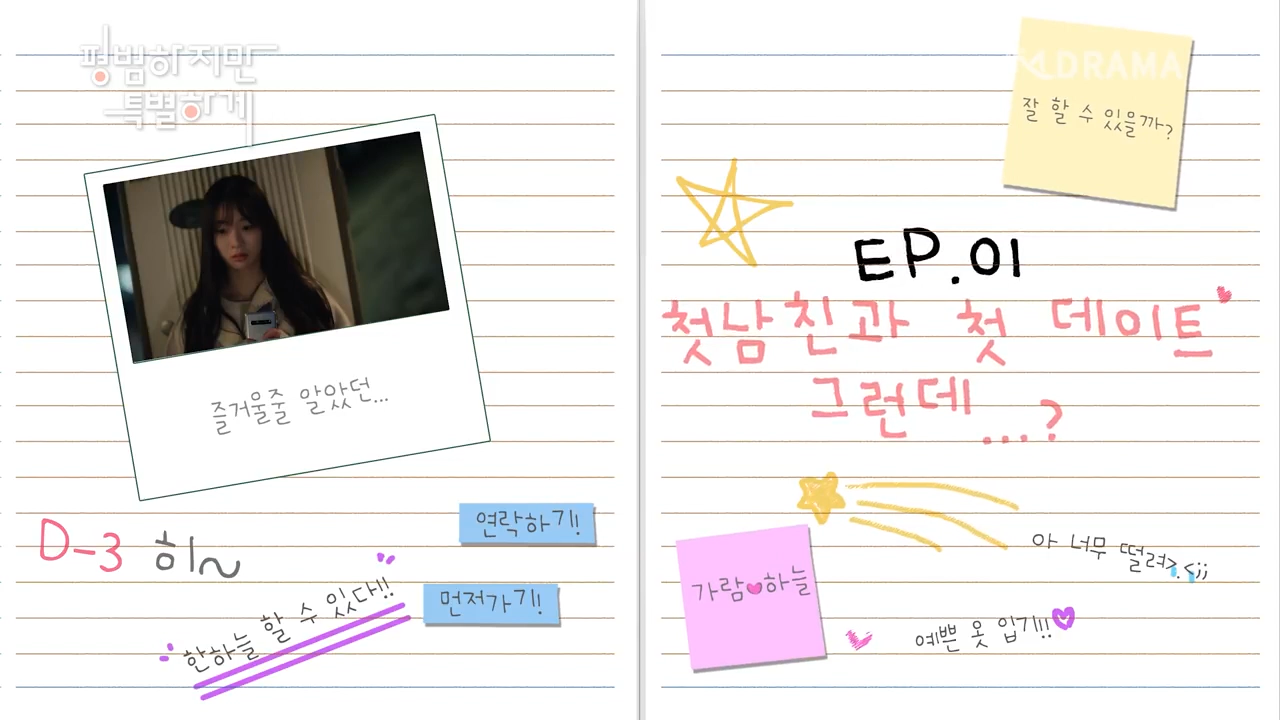 평범하지만
특별하게
즐거울줄 알았던...
D-3 히~
한하늘 할 수 있다!!
연락하기!
먼저가기!
DRAMA
잘 할 수 있을까?
EP.01
첫남친과 첫 데이트
그런데...?
아 너무 떨려>.<;;
가람♥하늘
예쁜 옷 입기!!